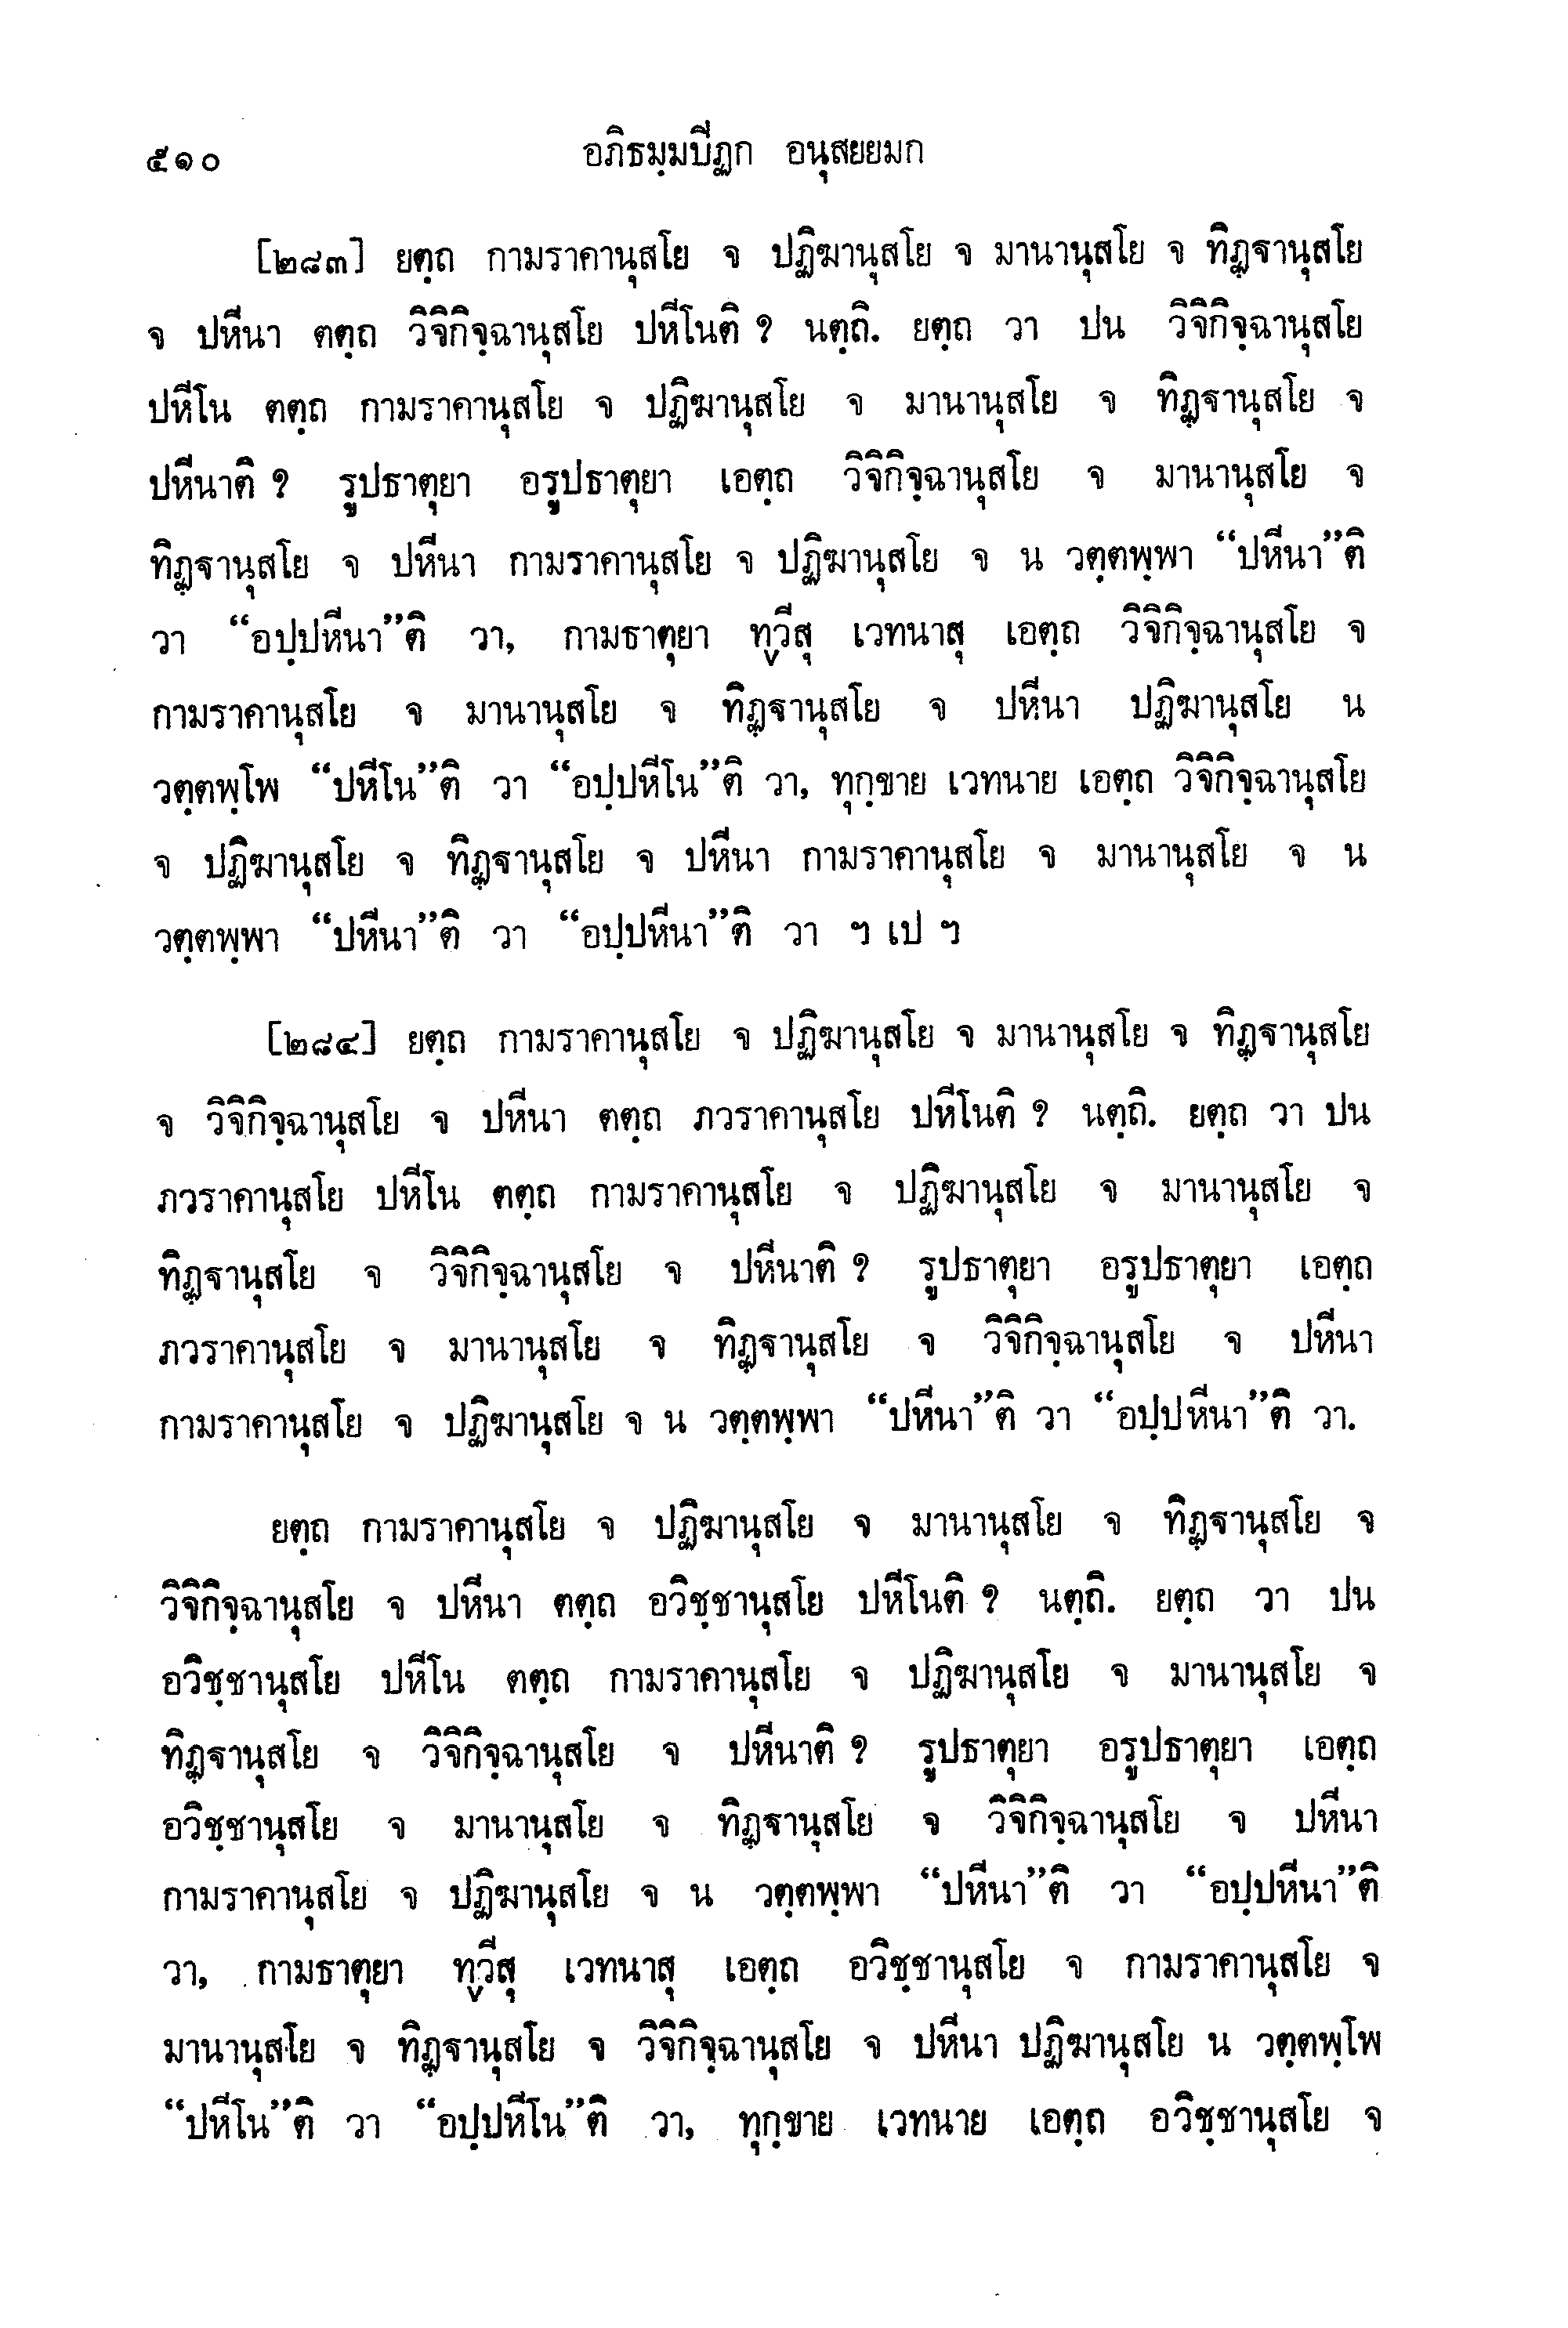 ๕๑๐ อภิธมฺมปีฏก อนุสยยมก
[๒๘๓] ยตฺถ กามราคานุสโย จ ปฏิฆานุสโย จ มานานุสโย จ ทิฏฺฐานุสโย
จ ปหีนา ตตฺถ วิจิกิจฺฉานุสโย ปหีโนติ ? นตฺถิ. ยตฺถ วา ปน วิจิกิจฺฉานุสโย
ปหีโน ตตฺถ กามราคานุสโย จ ปฏิฆานุสโย จ มานานุสโย จ ทิฏฺฐานุสโย จ
ปหีนาติ ? รูปธาตุยา อรูปธาตุยา เอตฺถ วิจิกิจฺฉานุสโย จ มานานุสโย จ
ทิฏฺฐานุสโย จ ปหีนา กามราคานุสโย จ ปฏิฆานุสโย จ น วตฺตพฺพา “ปหีนา”ติ
วา “อปฺปหีนา”ติ วา, กามธาตุยา ทฺวีสุ เวทนาสุ เอตฺถ วิจิกิจฺฉานุสโย จ
กามราคานุสโย จ มานานุสโย จ ทิฏฺฐานุสโย จ ปหีนา ปฏิฆานุสโย น
วตฺตพฺโพ “ปหีโน”ติ วา “อปฺปหีโน”ติ วา, ทุกฺขาย เวทนาย เอตฺถ วิจิกิจฺฉานุสโย
จ ปฏิฆานุสโย จ ทิฏฺฐานุสโย จ ปหีนา กามราคานุสโย จ มานานุสโย จ น
วตฺตพฺพา “ปหีนา”ติ วา “อปฺปหีนา”ติ วา ฯ เป ฯ
[๒๘๔] ยตฺถ กามราคานุสโย จ ปฏิฆานุสโย จ มานานุสโย จ ทิฏฺฐานุสโย
จ วิจิกิจฺฉานุสโย จ ปหีนา ตตฺถ ภวราคานุสโย ปหีโนติ ? นตฺถิ. ยตฺถ วา ปน
ภวราคานุสโย ปหีโน ตตฺถ กามราคานุสโย จ ปฏิฆานุสโย จ มานานุสโย จ
ทิฏฺฐานุสโย จ วิจิกิจฺฉานุสโย จ ปหีนาติ ? รูปธาตุยา อรูปธาตุยา เอตฺถ
ภวราคานุสโย จ มานานุสโย จ ทิฏฺฐานุสโย จ วิจิกิจฺฉานุสโย จ ปหีนา
กามราคานุสโย จ ปฏิฆานุสโย จ น วตฺตพฺพา “ปหีนา”ติ วา “อปฺปหีนา”ติ วา.
ยตฺถ กามราคานุสโย จ ปฏิฆานุสโย จ มานานุสโย จ ทิฏฺฐานุสโย จ
วิจิกิจฺฉานุสโย จ ปหีนา ตตฺถ อวิชฺชานุสโย ปหีโนติ ? นตฺถิ. ยตฺถ วา ปน
อวิชฺชานุสโย ปหีโน ตตฺถ กามราคานุสโย จ ปฏิฆานุสโย จ มานานุสโย จ
ทิฏฺฐานุสโย จ วิจิกิจฺฉานุสโย จ ปหีนาติ ? รูปธาตุยา อรูปธาตุยา เอตฺถ
อวิชฺชานุสโย จ มานานุสโย จ ทิฏฺฐานุสโย จ วิจิกิจฺฉานุสโย จ ปหีนา
กามราคานุสโย จ ปฏิฆานุสโย จ น วตฺตพฺพา “ปหีนา”ติ วา “อปฺปหีนา”ติ
วา, กามธาตุยา ทฺวีสุ เวทนาสุ เอตฺถ อวิชฺชานุสโย จ กามราคานุสโย จ
มานานุสโย จ ทิฏฺฐานุสโย จ วิจิกิจฺฉานุสโย จ ปหีนา ปฏิฆานุสโย น วตฺตพฺโพ
“ปหีโน”ติ วา “อปฺปหีโน”ติ วา, ทุกฺขาย เวทนาย เอตฺถ อวิชฺชานุสโย จ